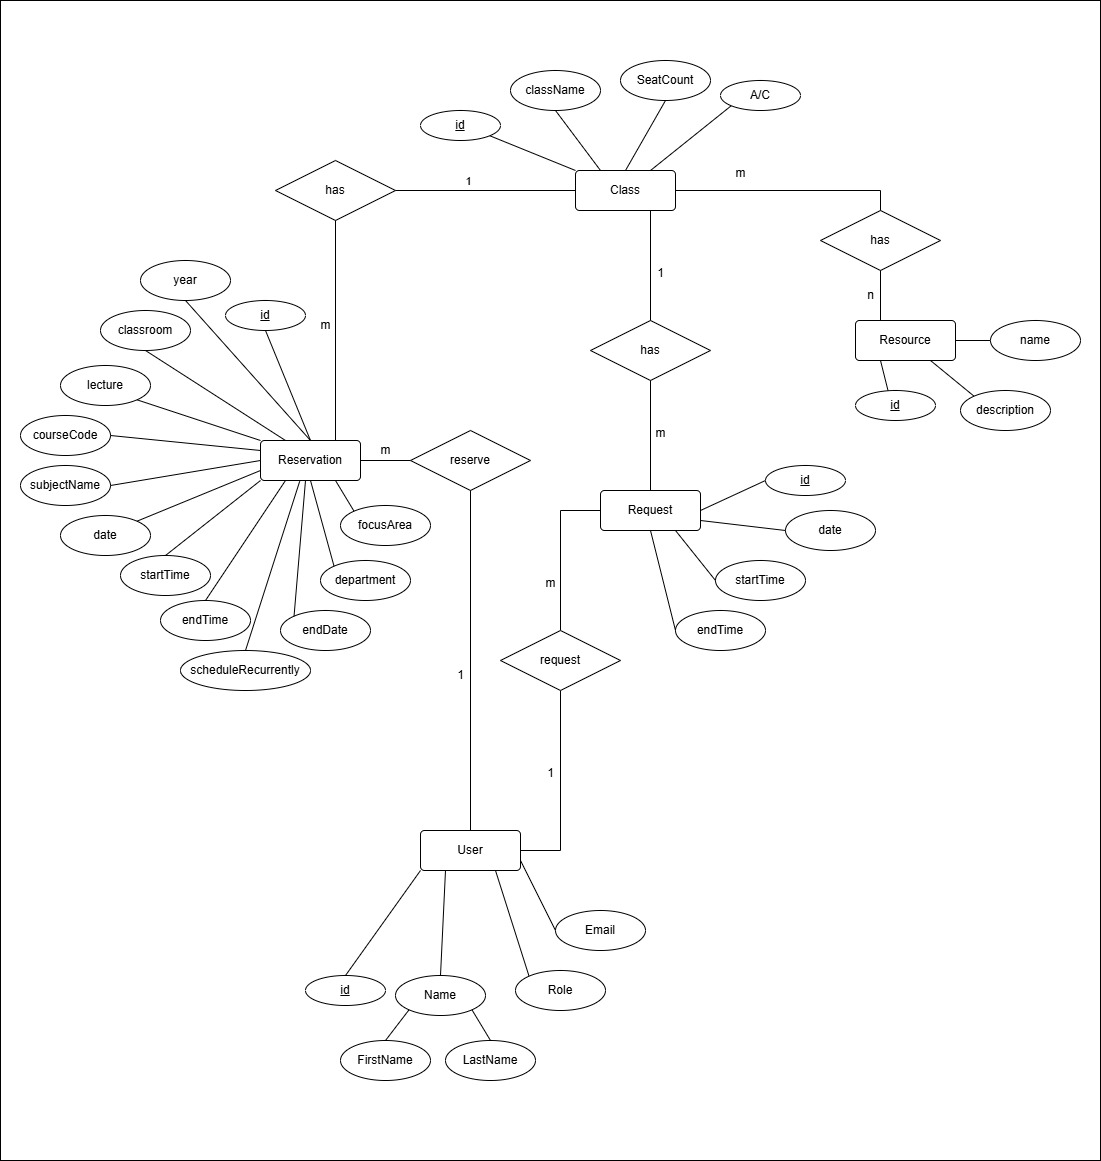 SeatCount
className
A/C
id
m
1
has
Class
has
1
year
n
id
m
classroom
Resource
name
has
lecture
id
description
courseCode
m
m
Reservation
reserve
id
subjectName
Request
focusArea
date
date
startTime
department
startTime
m
endTime
endDate
endTime
request
scheduleRecurrently
1
1
User
Email
id
Name
Role
FirstName
LastName